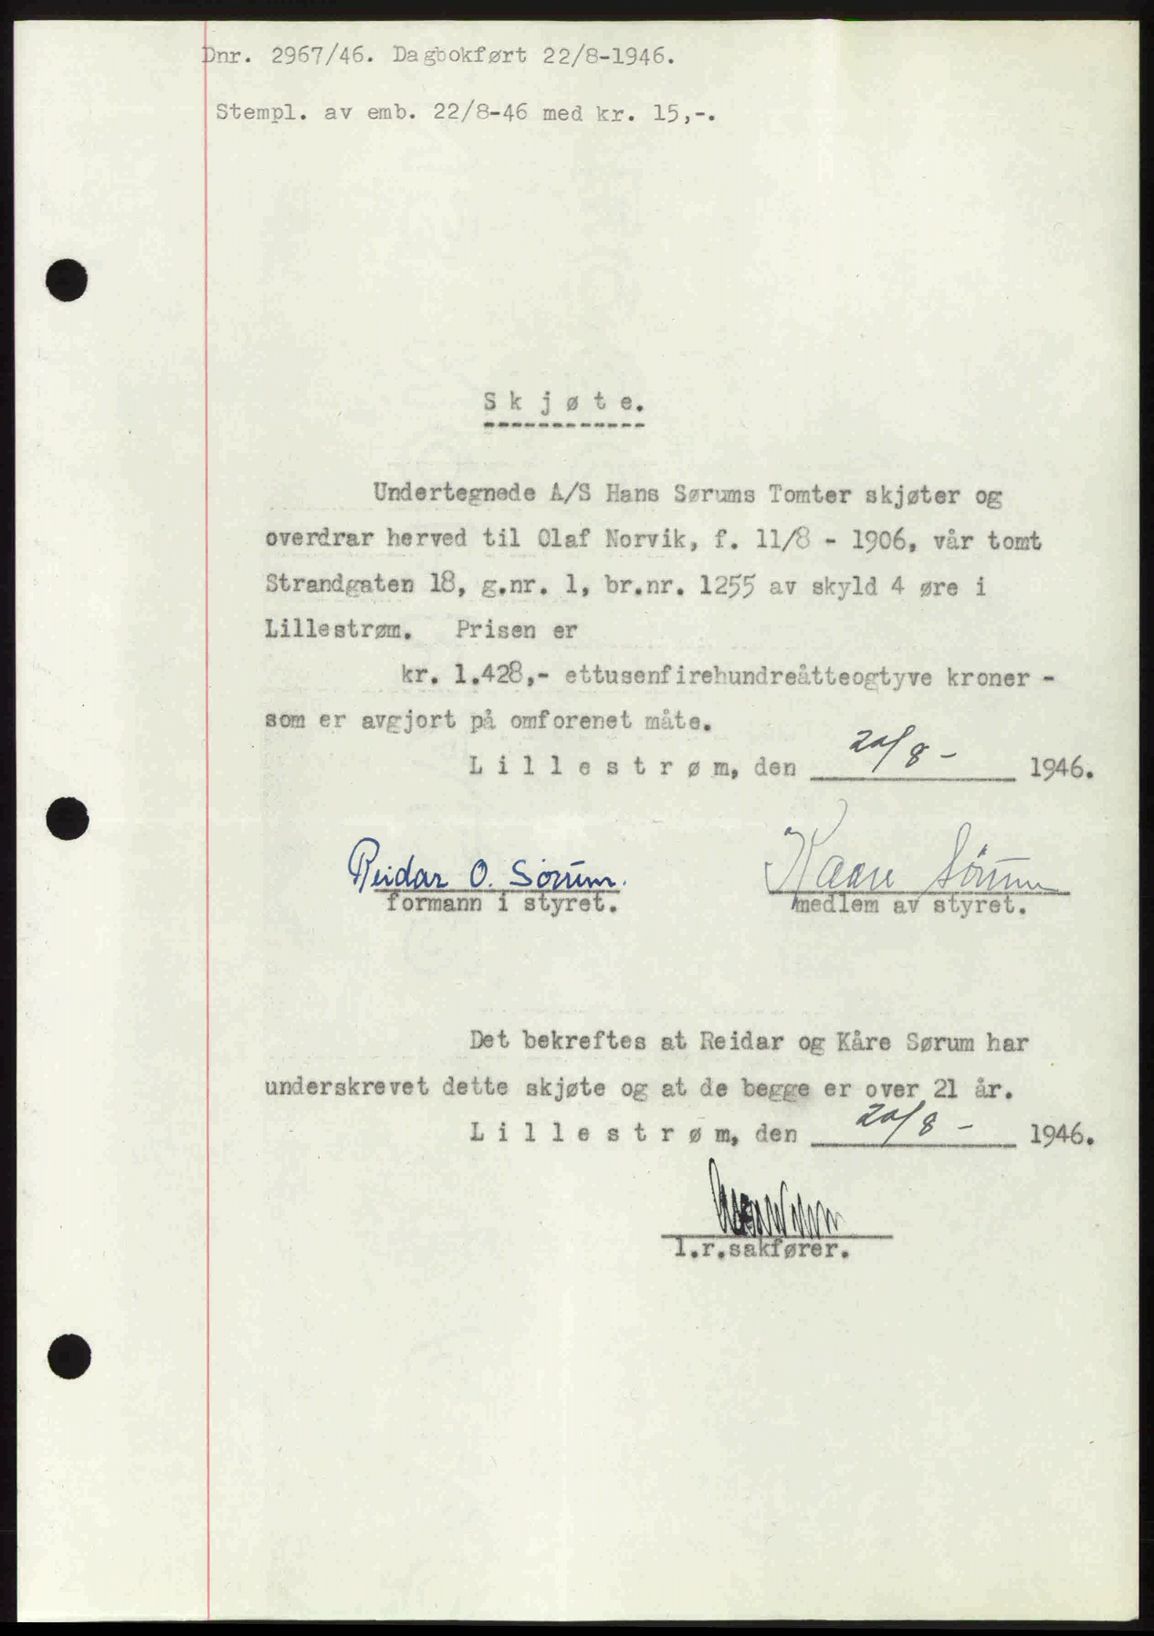 Dnr. 2967/46. Dagbokført 22/8-1946.
Stempl. av emb. 22/8-46 med kr. 15,-.
S k j ø t e.
Undertegnede A/S Hans Sørums Tomter skjøter og
overdrar herved til Olaf Norvik, f. 11/8 - 1906, vår tomt
Strandgaten 18, g.nr. 1, br.nr. 1255 av skyld 4 øre i
Lillestrøm. Prisen er
kr. 1.428,- ettusenfirehundreåtteogtyve kroner -
som er avgjort på omforenet måte.
L i l l e s t r ø m, den 20/8- 1946.
Reidar O. Sørum. Kaare Sørum
formann i styret. medlem av styret.
Det bekreftes at Reidar og Kåre Sørum har
underskrevet dette skjøte og at de begge er over 21 år.
L i l l e s t r ø m, den 20/8- 1946.
l.r.sakfører.